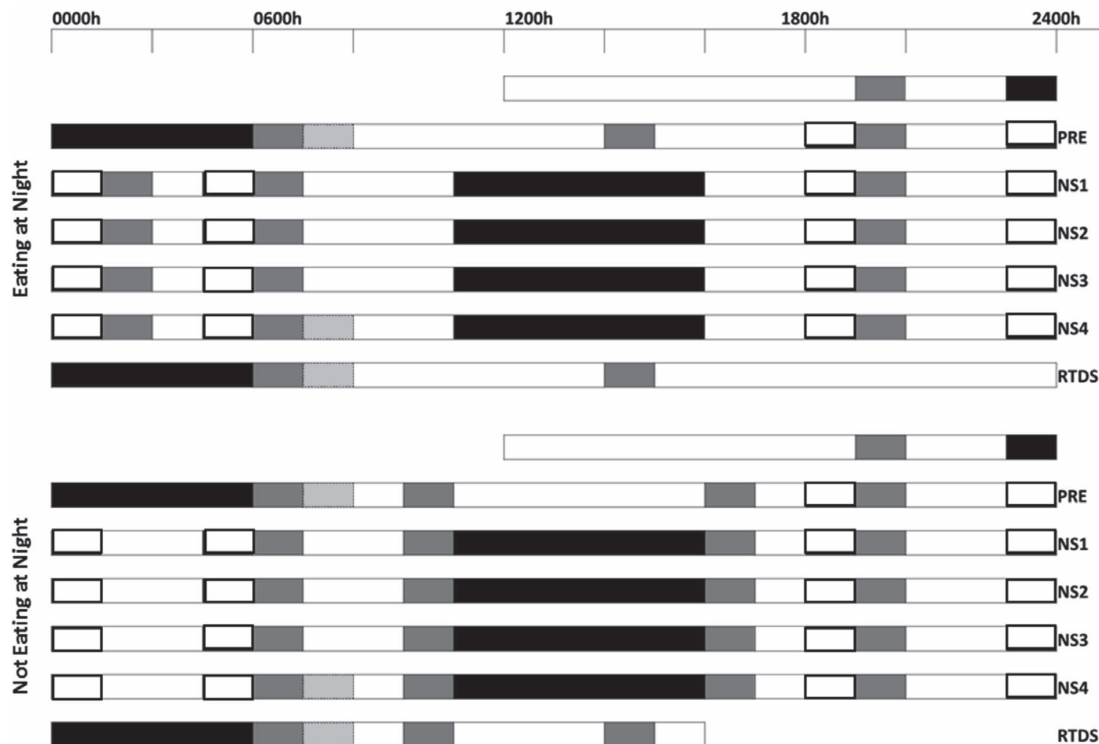 0000h 0600h 1200h 1800h 2400h
Eating at Night
PRE
NS1
NS2
NS3
NS4
RTDS
Not Eating at Night
PRE
NS1
NS2
NS3
NS4
RTDS